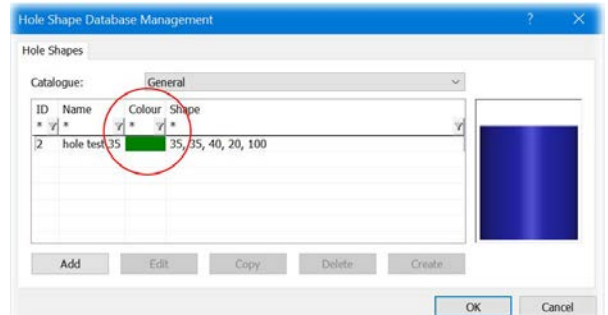 Hole Shape Database Management ? ×
Hole Shapes
Catalogue: General
ID Name Colour Shape
* * * *
2 hole test 35 35, 35, 40, 20, 100
Add Edit Copy Delete Create
OK Cancel